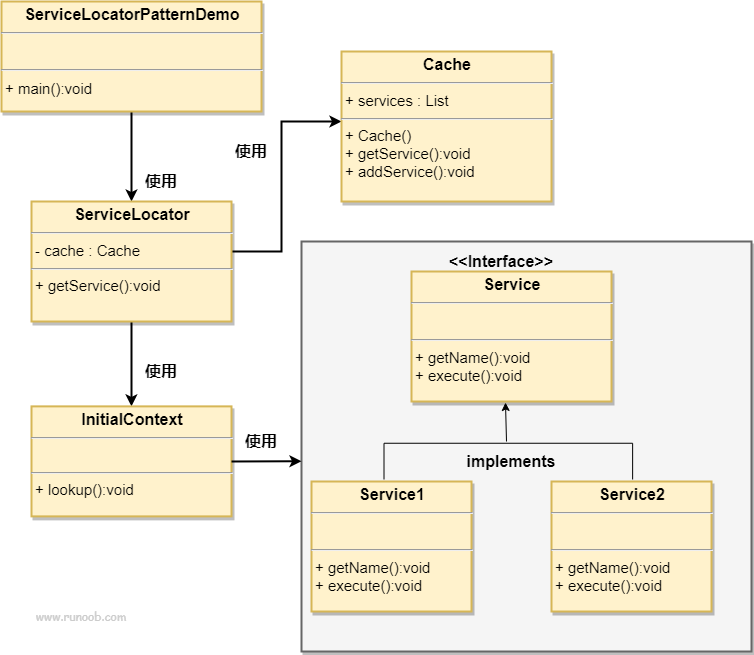 ServiceLocatorPatternDemo
+ main():void
使用
ServiceLocator
- cache : Cache
+ getService():void
使用
Cache
+ services : List
+ Cache()
+ getService():void
+ addService():void
使用
InitialContext
+ lookup():void
使用
<<Interface>>
Service
+ getName():void
+ execute():void
implements
Service1
+ getName():void
+ execute():void
Service2
+ getName():void
+ execute():void
www.runoob.com